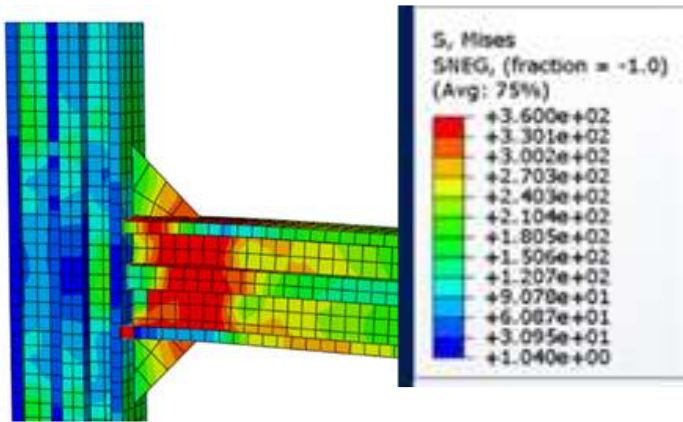 S, Mises
SNEG, (fraction = -1.0)
(Avg: 75%)
+3.600e+02
+3.301e+02
+3.002e+02
+2.703e+02
+2.403e+02
+2.104e+02
+1.805e+02
+1.506e+02
+1.207e+02
+9.078e+01
+6.087e+01
+3.095e+01
+1.040e+00